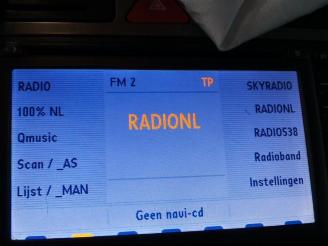 RADIO
FM 2
TP
SKYRADIO
100% NL
RADIONL
RADIONL
Qmusic
RADIO538
Scan / _AS
Radioband
Lijst / _MAN
Instellingen
Geen navi-cd